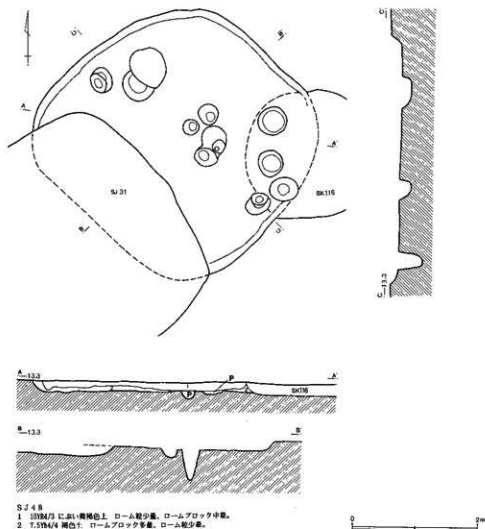 C'
B'
A
A'
SJ 31
SK116
B
C
C'
C 13.3
A 13.3
P
A'
P
SK116
B 13.3
B'
SJ48
1 10YR4/3 にぶい黄褐色土 ローム粒少量、ロームブロック中量。
2 7.5YR4/4 褐色土 ロームブロック多量、ローム粒少量。
0
2m